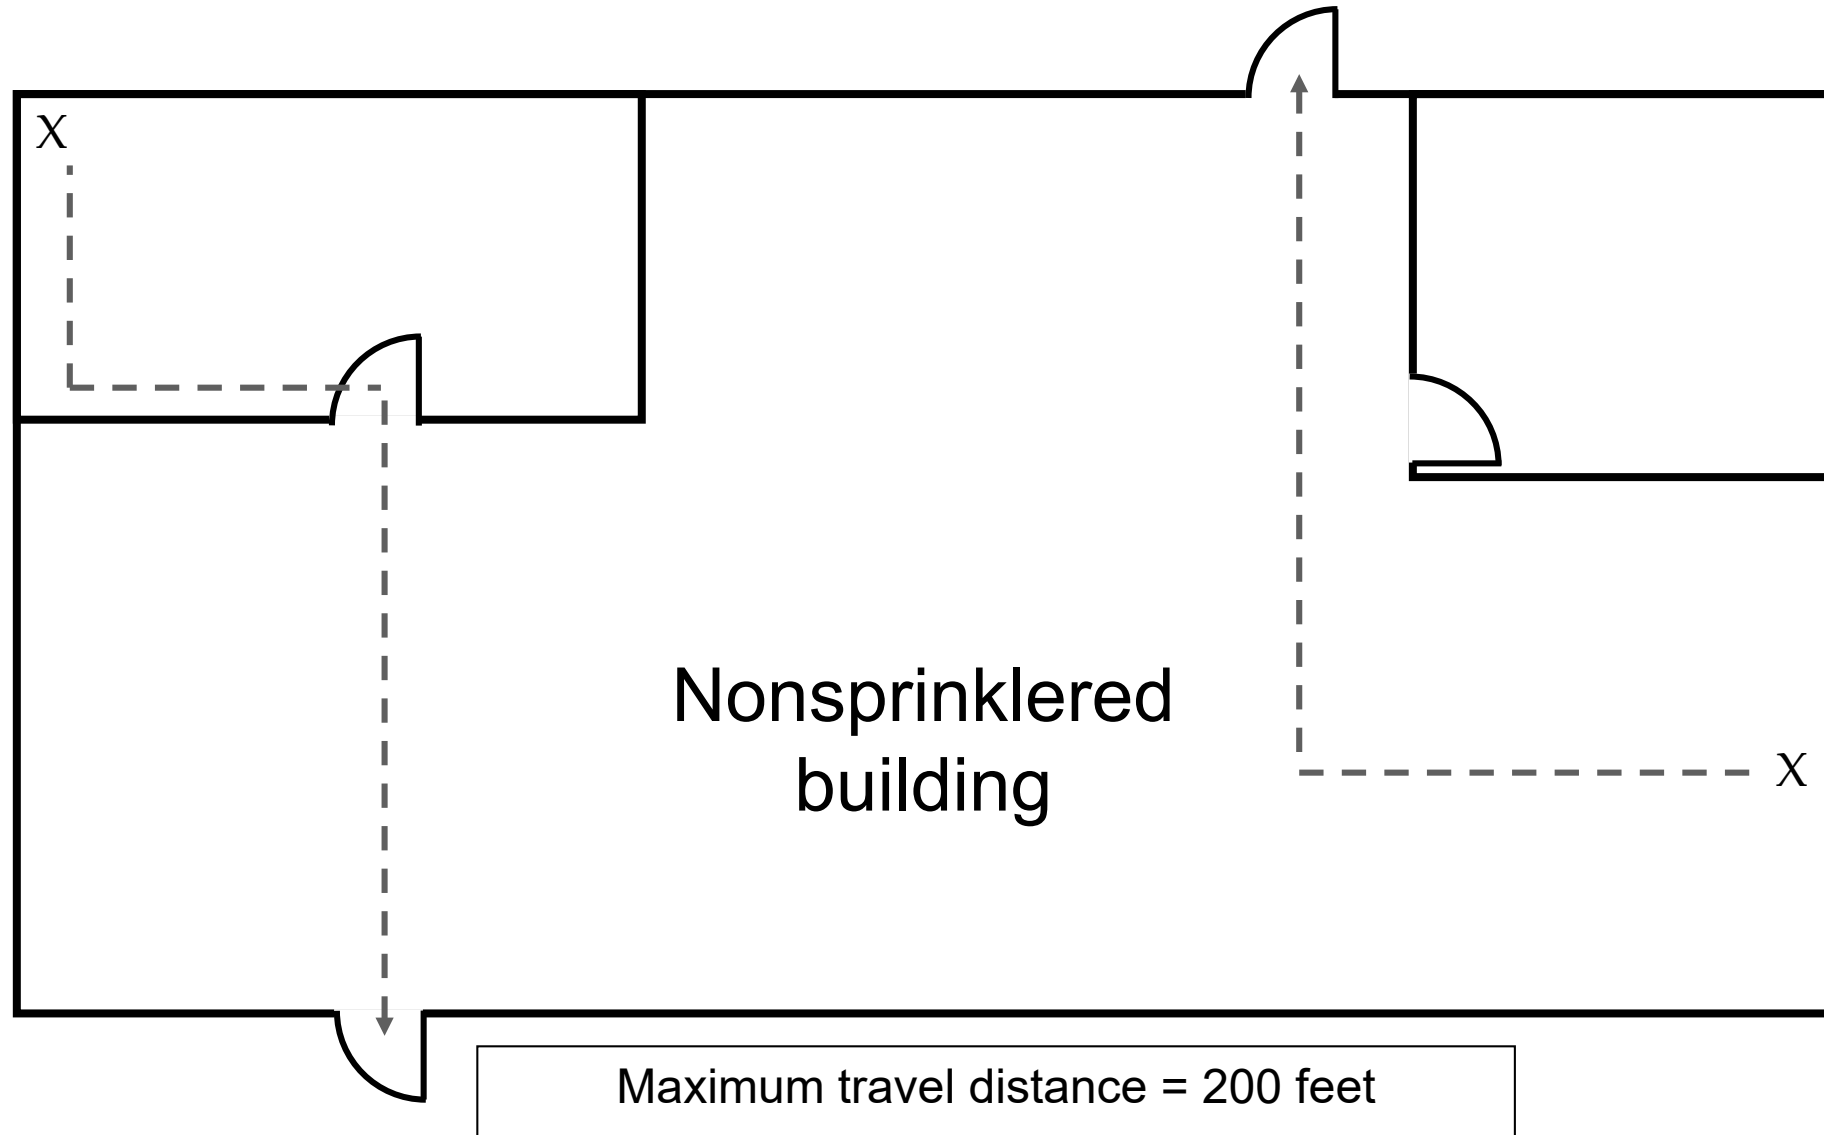 X
Nonsprinklered
building
X
Maximum travel distance = 200 feet